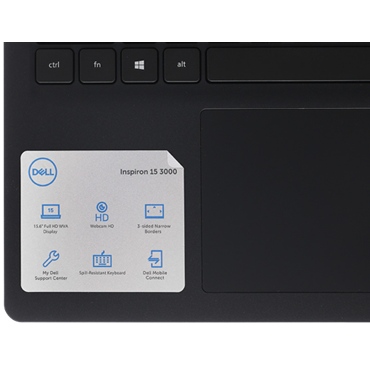 ctrl
fn
alt
DELL
Inspiron 15 3000
15
HD
15.6" Full HD WVA
Display
Webcam HD
2-sided Narrow
Borders
My Dell
Support Center
Spill-Resistant Keyboard
Dell Mobile
Connect